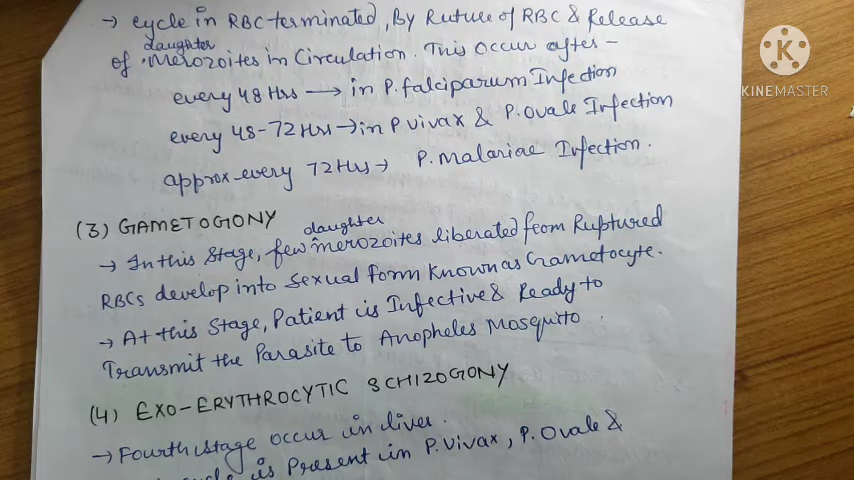 → Cycle in RBC terminated, By Ruture of RBC & Release
of daughter Merozoites in Circulation. This Occur after –
every 48 Hrs → in P. falciparum Infection
every 48-72 Hrs → in P vivax & P. Ovale Infection
approx-every 72 Hrs → P. Malariae Infection.
(3) GAMETOGONY
→ In this Stage, few daughter merozoites liberated from Ruptured
RBCs develop into Sexual form Known as Gametocyte.
→ At this Stage, Patient is Infective & Ready to
Transmit the Parasite to Anopheles Mosquito.
(4) EXO-ERYTHROCYTIC SCHIZOGONY
→ Fourth stage occur in liver.
is Present in P. Vivax, P. Ovale &
KINEMASTER